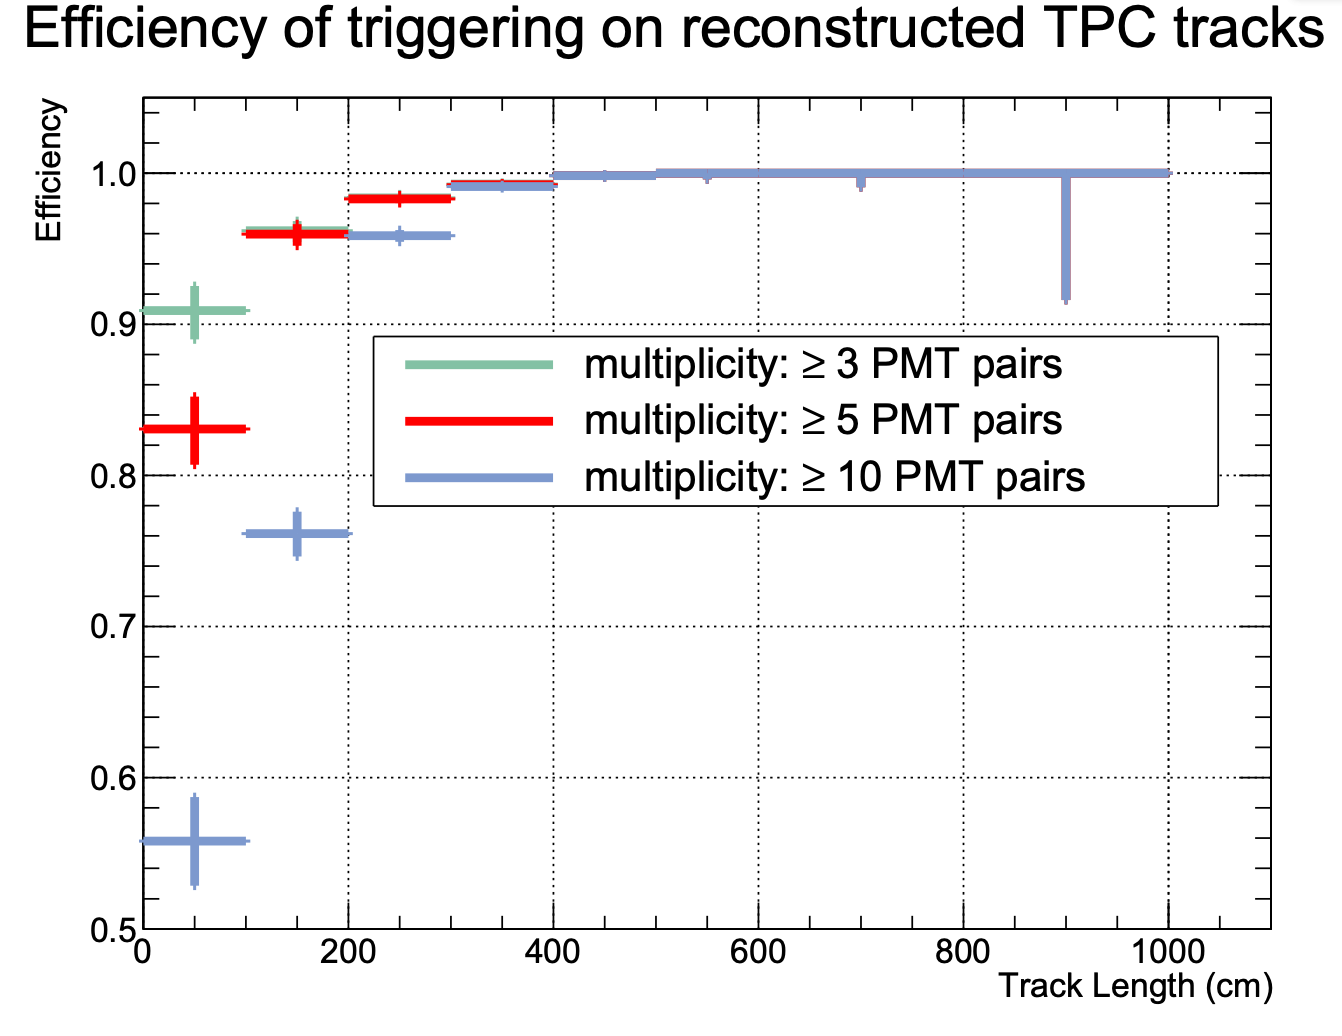 Efficiency of triggering on reconstructed TPC tracks
Efficiency
1.0
0.9
0.8
0.7
0.6
0.5
multiplicity: ≥ 3 PMT pairs
multiplicity: ≥ 5 PMT pairs
multiplicity: ≥ 10 PMT pairs
0 200 400 600 800 1000
Track Length (cm)